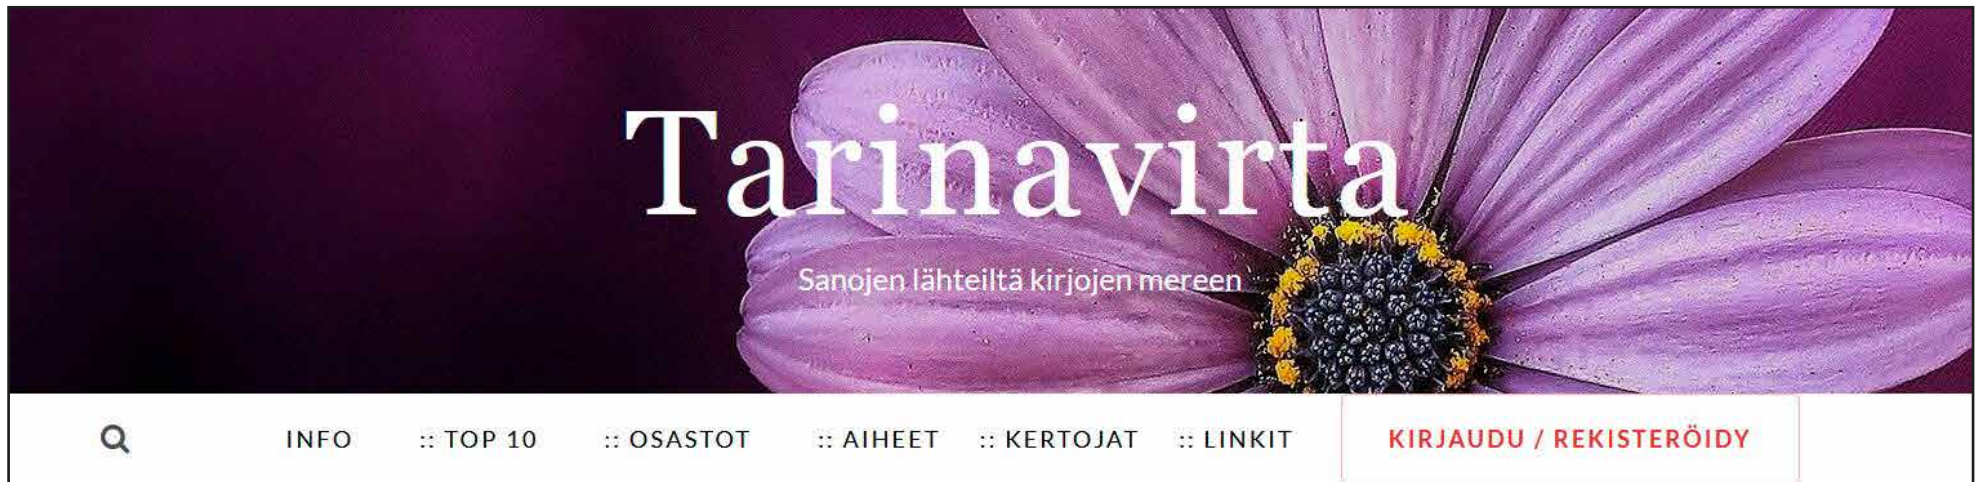 Tarinavirta
Sanojen lähteiltä kirjojen mereen
INFO :: TOP 10 :: OSASTOT :: AIHEET :: KERTOJAT :: LINKIT KIRJAUDU / REKISTERÖIDY